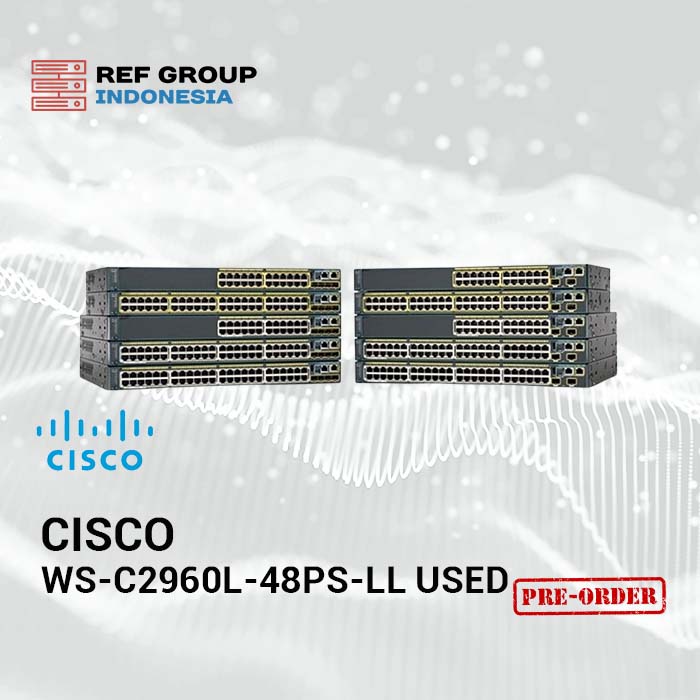 REF GROUP
INDONESIA
CISCO
CISCO
WS-C2960L-48PS-LL USED
PRE-ORDER